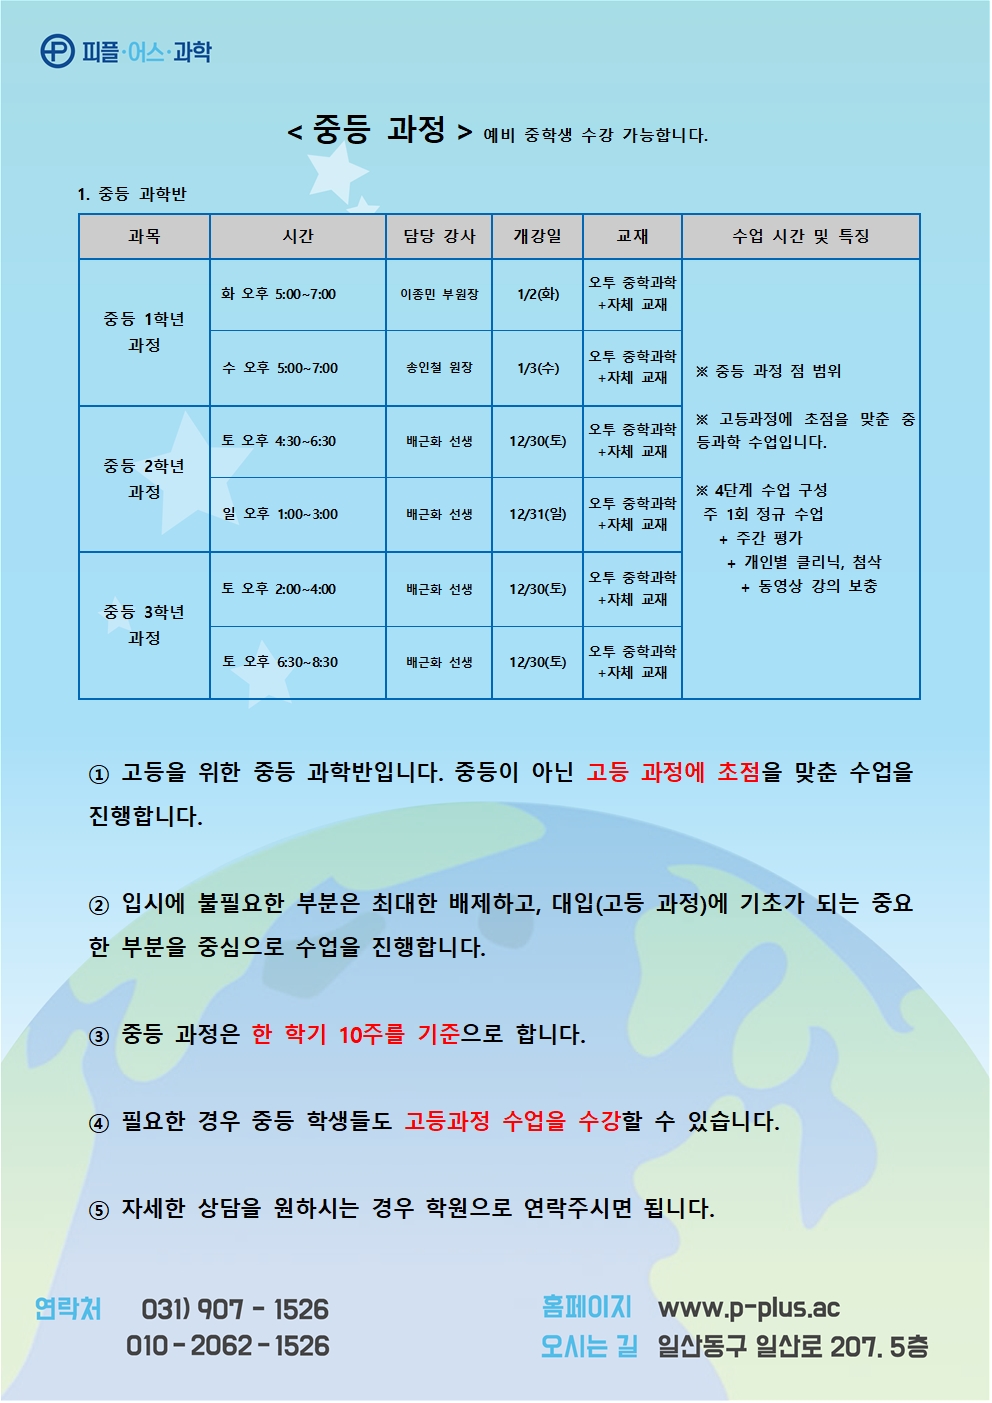 피플·어스·과학
< 중등 과정 > 예비 중학생 수강 가능합니다.
1. 중등 과학반
과목 시간 담당 강사 개강일 교재 수업 시간 및 특징
중등 1학년
과정
화 오후 5:00~7:00 이종민 부원장 1/2(화) 오투 중학과학
+자체 교재
수 오후 5:00~7:00 송인철 원장 1/3(수) 오투 중학과학
+자체 교재
중등 2학년
과정
토 오후 4:30~6:30 배근화 선생 12/30(토) 오투 중학과학
+자체 교재
일 오후 1:00~3:00 배근화 선생 12/31(일) 오투 중학과학
+자체 교재
중등 3학년
과정
토 오후 2:00~4:00 배근화 선생 12/30(토) 오투 중학과학
+자체 교재
토 오후 6:30~8:30 배근화 선생 12/30(토) 오투 중학과학
+자체 교재
※ 중등 과정 점 범위
※ 고등과정에 초점을 맞춘 중
등과학 수업입니다.
※ 4단계 수업 구성
주 1회 정규 수업
+ 주간 평가
+ 개인별 클리닉, 첨삭
+ 동영상 강의 보충
① 고등을 위한 중등 과학반입니다. 중등이 아닌 고등 과정에 초점을 맞춘 수업을
진행합니다.
② 입시에 불필요한 부분은 최대한 배제하고, 대입(고등 과정)에 기초가 되는 중요
한 부분을 중심으로 수업을 진행합니다.
③ 중등 과정은 한 학기 10주를 기준으로 합니다.
④ 필요한 경우 중등 학생들도 고등과정 수업을 수강할 수 있습니다.
⑤ 자세한 상담을 원하시는 경우 학원으로 연락주시면 됩니다.
연락처 031) 907 - 1526
010 - 2062 - 1526
홈페이지 www.p-plus.ac
오시는 길 일산동구 일산로 207. 5층